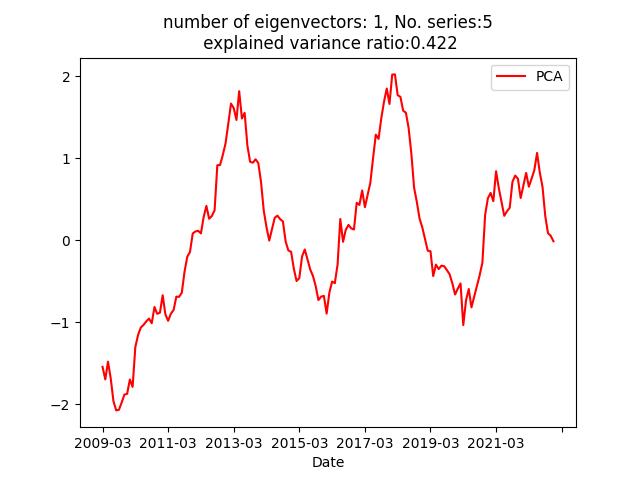 number of eigenvectors: 1, No. series:5
explained variance ratio:0.422
PCA
2
1
0
−1
−2
2009-03 2011-03 2013-03 2015-03 2017-03 2019-03 2021-03
Date